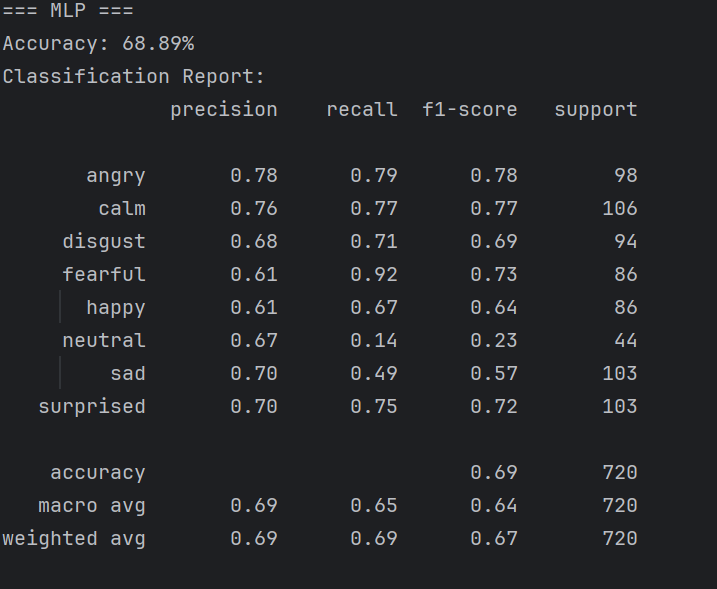 === MLP ===
Accuracy: 68.89%
Classification Report:
              precision    recall  f1-score   support

       angry       0.78      0.79      0.78        98
        calm       0.76      0.77      0.77       106
     disgust       0.68      0.71      0.69        94
     fearful       0.61      0.92      0.73        86
       happy       0.61      0.67      0.64        86
     neutral       0.67      0.14      0.23        44
         sad       0.70      0.49      0.57       103
   surprised       0.70      0.75      0.72       103

    accuracy                           0.69       720
   macro avg       0.69      0.65      0.64       720
weighted avg       0.69      0.69      0.67       720